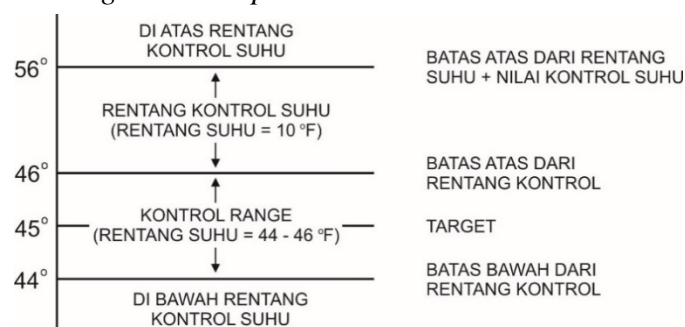 DI ATAS RENTANG
KONTROL SUHU
56°
BATAS ATAS DARI RENTANG
SUHU + NILAI KONTROL SUHU
RENTANG KONTROL SUHU
(RENTANG SUHU = 10 °F)
46°
BATAS ATAS DARI
RENTANG KONTROL
KONTROL RANGE
(RENTANG SUHU = 44 - 46 °F)
45°
TARGET
44°
BATAS BAWAH DARI
RENTANG KONTROL
DI BAWAH RENTANG
KONTROL SUHU